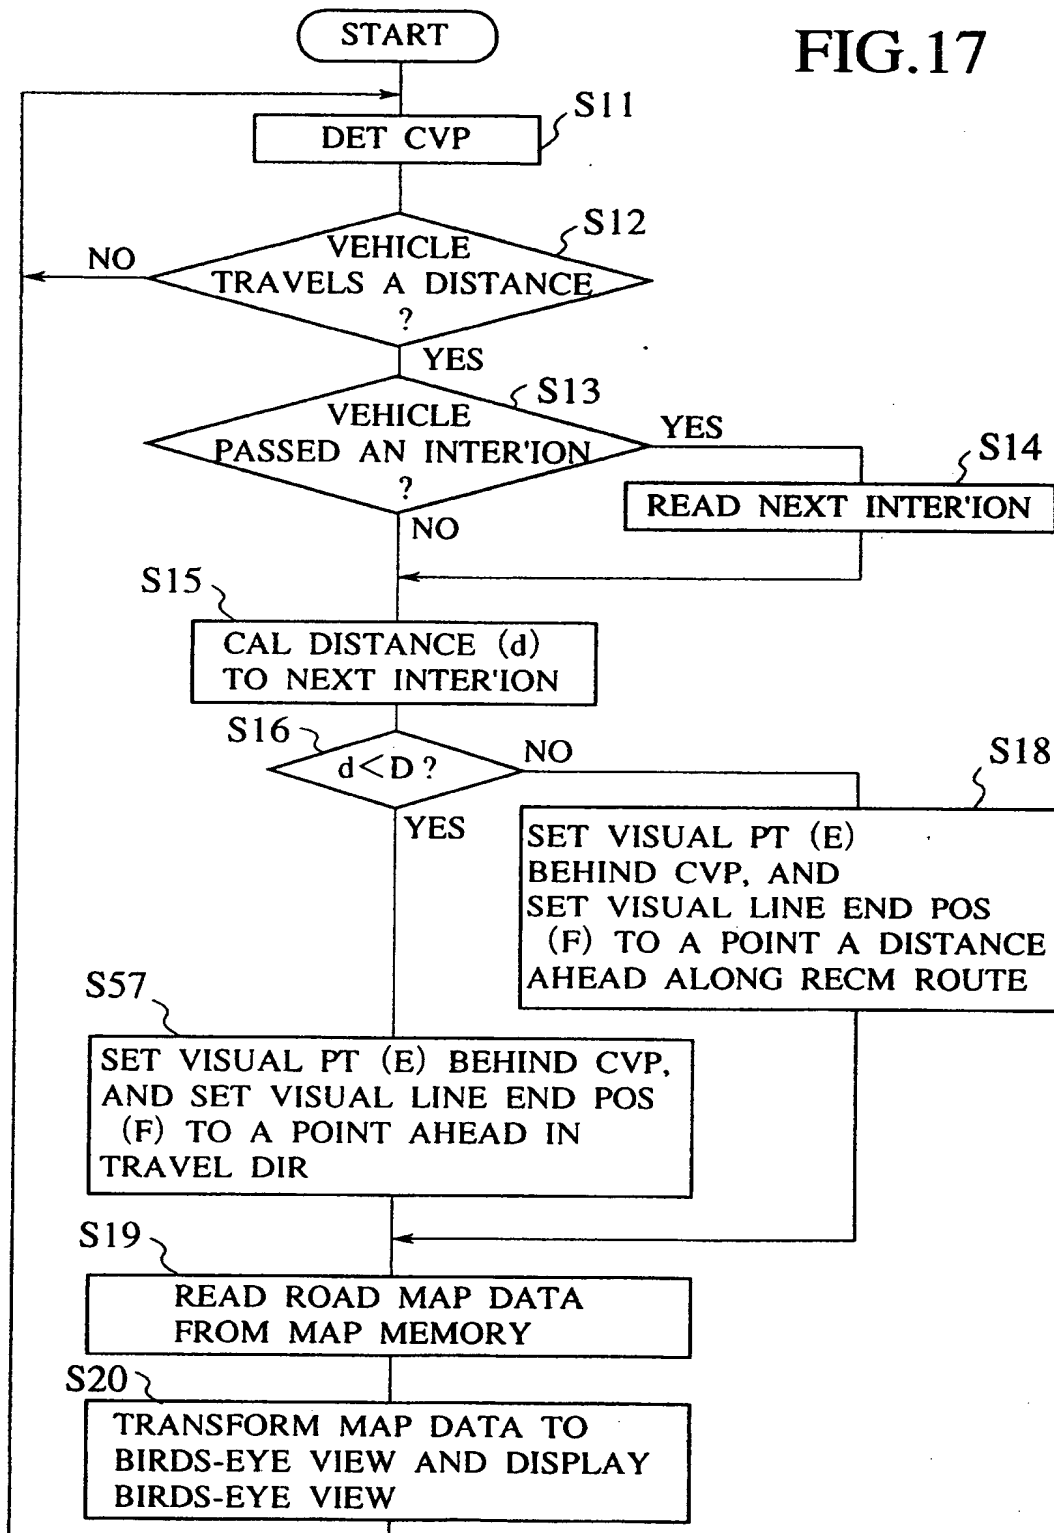 START
FIG.17
S11
DET CVP
S12
VEHICLE
TRAVELS A DISTANCE
?
NO
YES
S13
VEHICLE
PASSED AN INTER'ION
?
YES
NO
S14
READ NEXT INTER'ION
S15
CAL DISTANCE (d)
TO NEXT INTER'ION
S16
d<D?
NO
YES
S18
SET VISUAL PT (E)
BEHIND CVP, AND
SET VISUAL LINE END POS
(F) TO A POINT A DISTANCE
AHEAD ALONG RECM ROUTE
S57
SET VISUAL PT (E) BEHIND CVP,
AND SET VISUAL LINE END POS
(F) TO A POINT AHEAD IN
TRAVEL DIR
S19
READ ROAD MAP DATA
FROM MAP MEMORY
S20
TRANSFORM MAP DATA TO
BIRDS-EYE VIEW AND DISPLAY
BIRDS-EYE VIEW